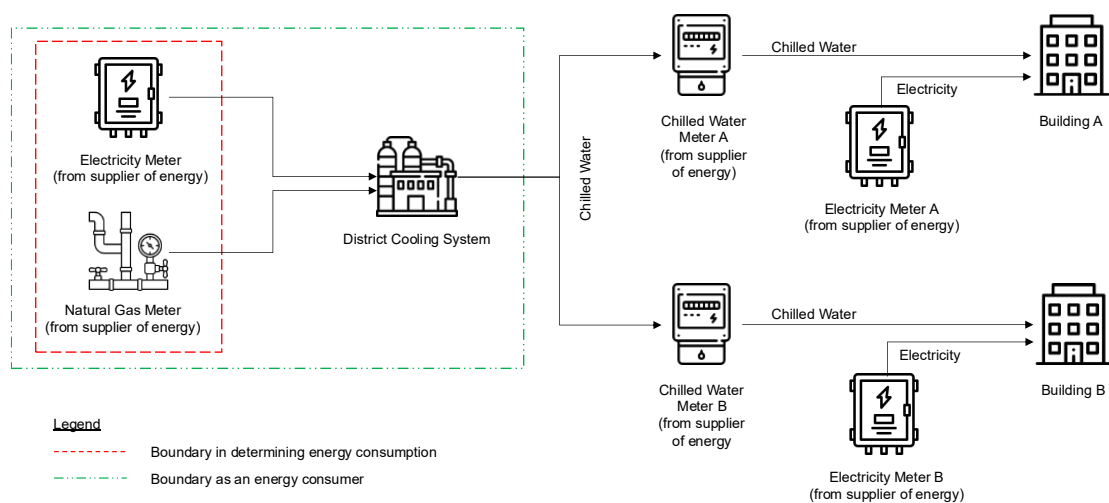 Electricity Meter
(from supplier of energy)
Natural Gas Meter
(from supplier of energy)
District Cooling System
Chilled Water
Chilled Water
Meter A
(from supplier
of energy)
Chilled Water
Electricity
Electricity Meter A
(from supplier of energy)
Building A
Chilled Water
Meter B
(from supplier
of energy
Chilled Water
Electricity
Electricity Meter B
(from supplier of energy)
Building B
Legend
Boundary in determining energy consumption
Boundary as an energy consumer